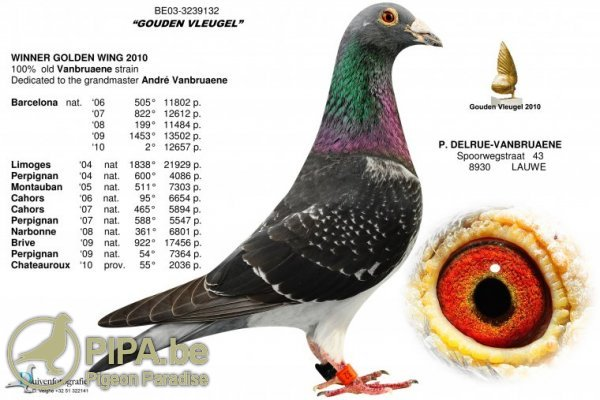 BE03-3239132
“GOUDEN VLEUGEL”
WINNER GOLDEN WING 2010
100% old Vanbruaene strain
Dedicated to the grandmaster André Vanbruaene
Barcelona nat. '06 505° 11802 p.
'07 822° 12612 p.
'08 199° 11484 p.
'09 1453° 13502 p.
'10 2° 12657 p.
Limoges '04 nat 1838° 21929 p.
Perpignan '04 nat. 600° 4086 p.
Montauban '05 nat. 511° 7303 p.
Cahors '06 nat. 95° 6654 p.
Cahors '07 nat. 465° 5894 p.
Perpignan '07 nat. 588° 5547 p.
Narbonne '08 nat. 361° 6801 p.
Brive '09 nat. 922° 17456 p.
Perpignan '09 nat. 54° 7364 p.
Chateauroux '10 prov. 55° 2036 p.
Gouden Vleugel 2010
P. DELRUE-VANBRUAENE
Spoorwegstraat 43
8930 LAUWE
PIPA.be
Pigeon Paradise
Duivenfotografie